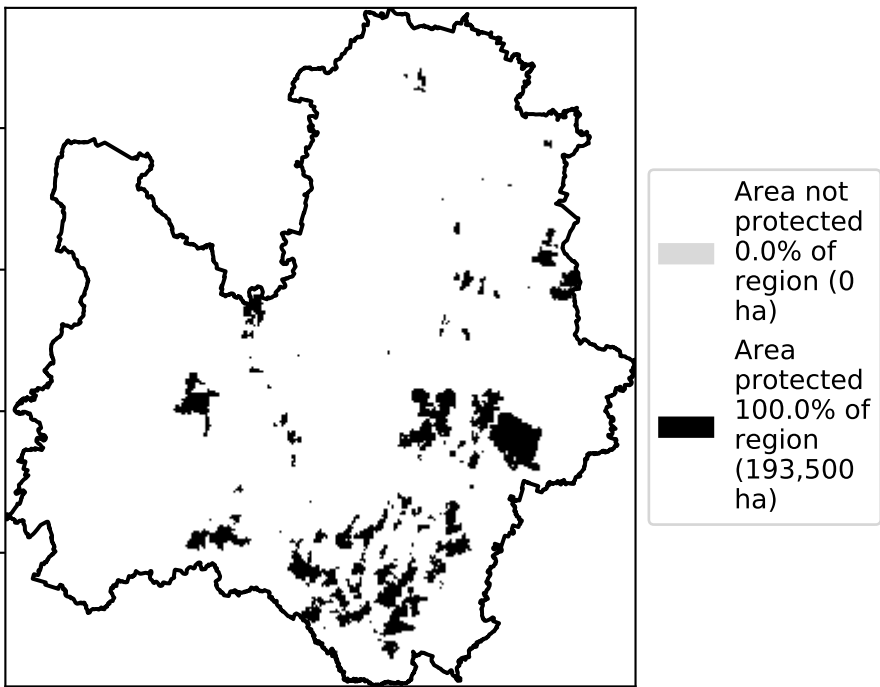 Area not
protected
0.0% of
region (0
ha)
Area
protected
100.0% of
region
(193,500
ha)